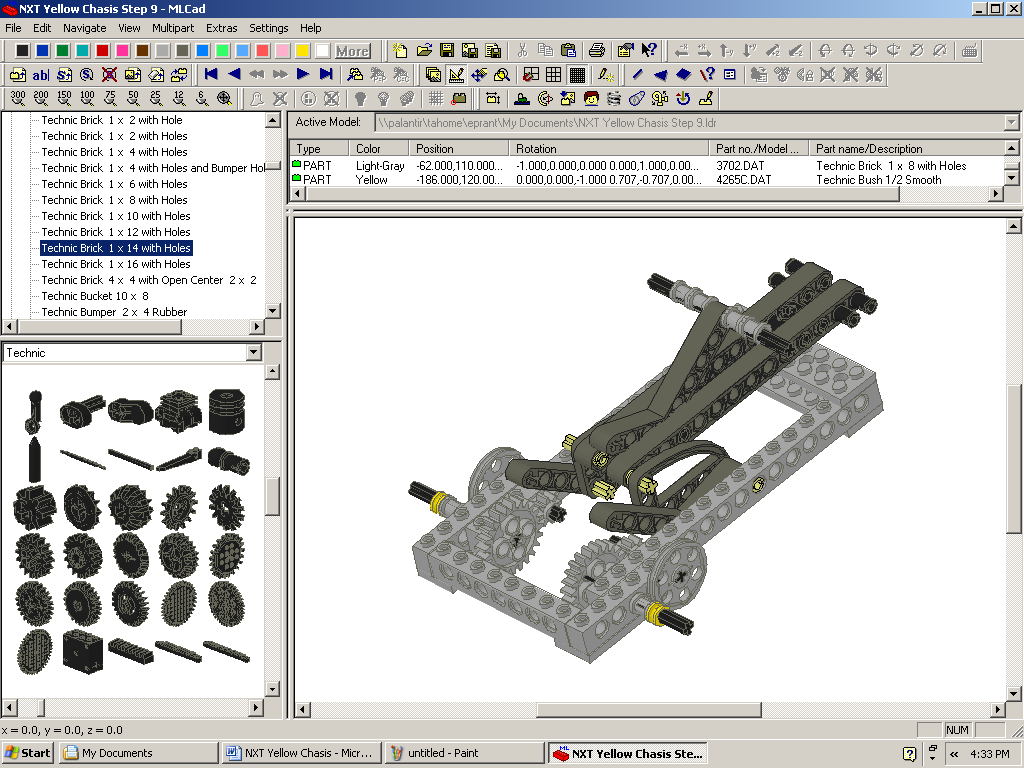 NXT Yellow Chasis Step 9 - MLCad
File Edit Navigate View Multipart Extras Settings Help
More
ab|
300 200 150 100 75 50 25 12 6
Technic Brick 1 x 2 with Hole
Technic Brick 1 x 2 with Holes
Technic Brick 1 x 4 with Holes
Technic Brick 1 x 4 with Holes and Bumper Hol
Technic Brick 1 x 6 with Holes
Technic Brick 1 x 8 with Holes
Technic Brick 1 x 10 with Holes
Technic Brick 1 x 12 with Holes
Technic Brick 1 x 14 with Holes
Technic Brick 1 x 16 with Holes
Technic Brick 4 x 4 with Open Center 2 x 2
Technic Bucket 10 x 8
Technic Bumper 2 x 4 Rubber
Technic
Active Model: \\palantir\tahome\eprant\My Documents\NXT Yellow Chasis Step 9.ldr
Type Color Position Rotation Part no./Model ... Part name/Description
PART Light-Gray -62.000,110.000... -1.000,0.000,0.000 0.000,1.000,0.00... 3702.DAT Technic Brick 1 x 8 with Holes
PART Yellow -186.000,120.00... 0.000,0.000,-1.000 0.707,-0.707,0.00... 4265C.DAT Technic Bush 1/2 Smooth
x = 0.0, y = 0.0, z = 0.0
NUM
Start My Documents NXT Yellow Chasis - Micr... untitled - Paint NXT Yellow Chasis Ste... « 4:33 PM